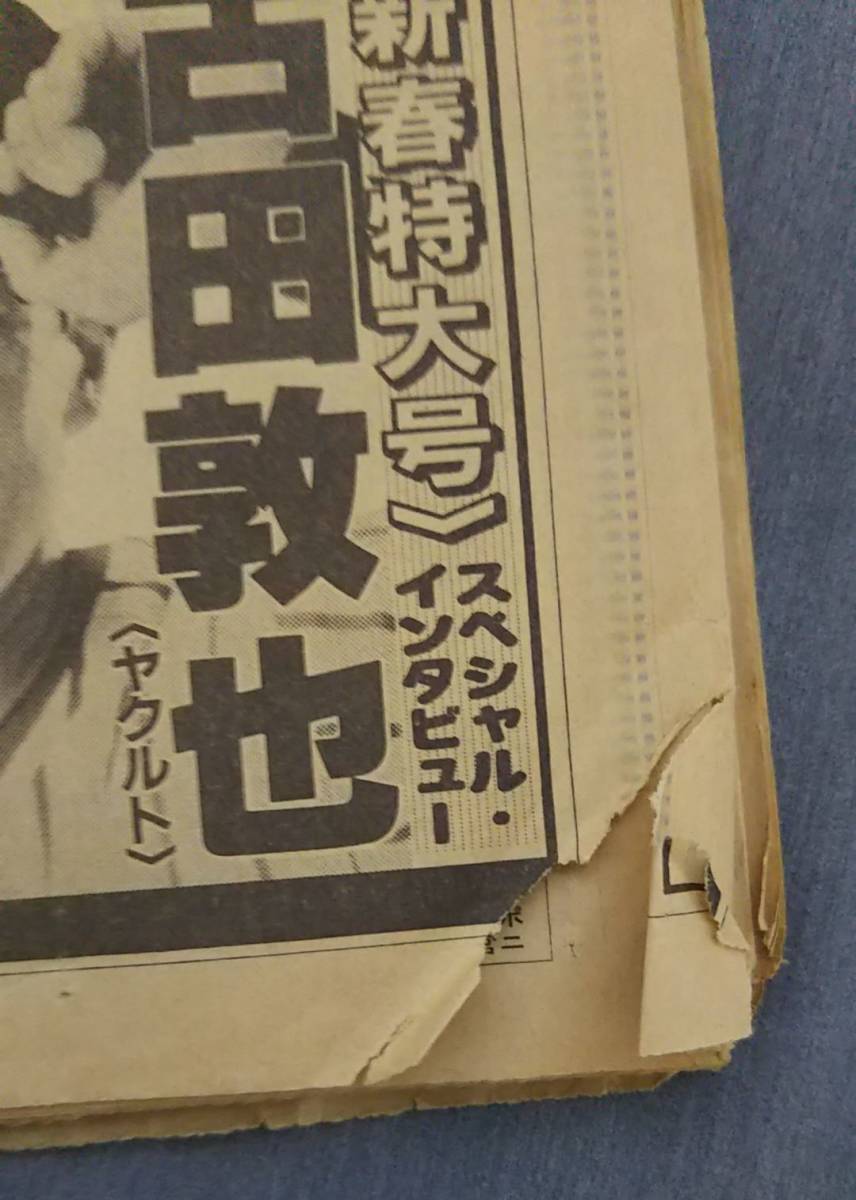 新春特大号〉
スペシャル・
インタビュー
古田敦也
〈ヤクルト〉